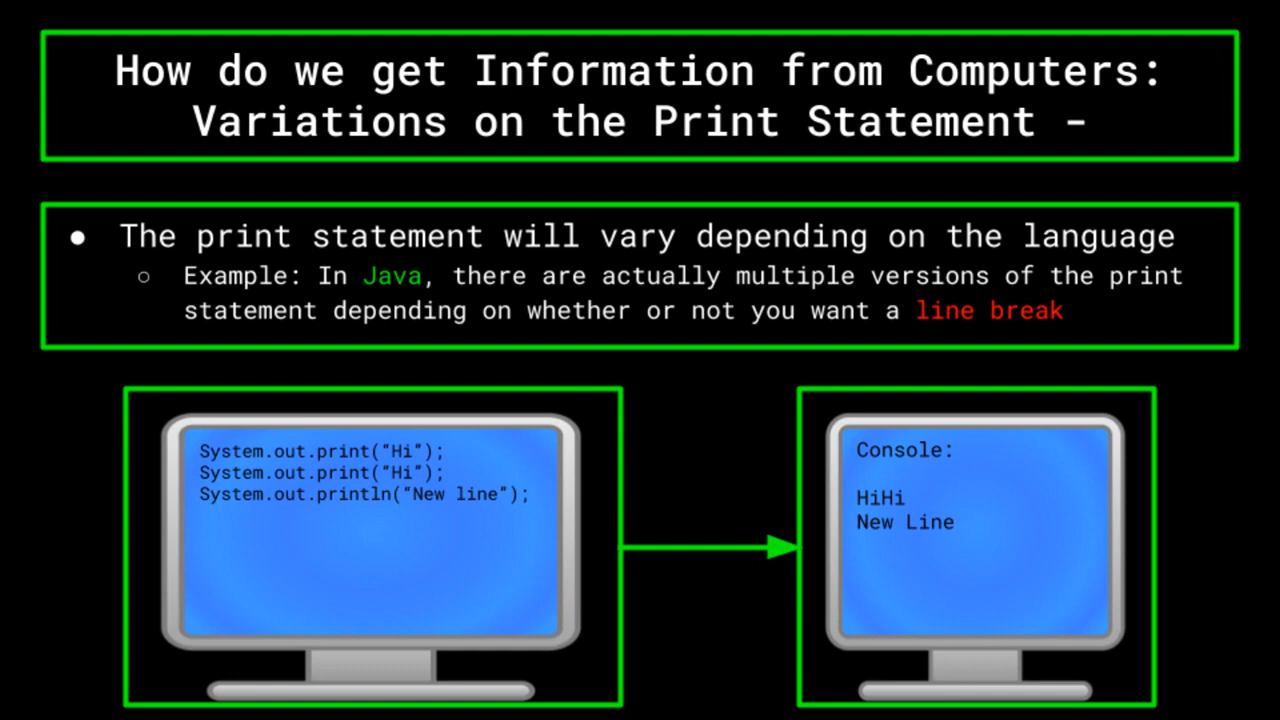 How do we get Information from Computers:
Variations on the Print Statement -
● The print statement will vary depending on the language
○ Example: In Java, there are actually multiple versions of the print
statement depending on whether or not you want a line break
System.out.print(“Hi”);
System.out.print(“Hi”);
System.out.println(“New line”);
Console:
HiHi
New Line